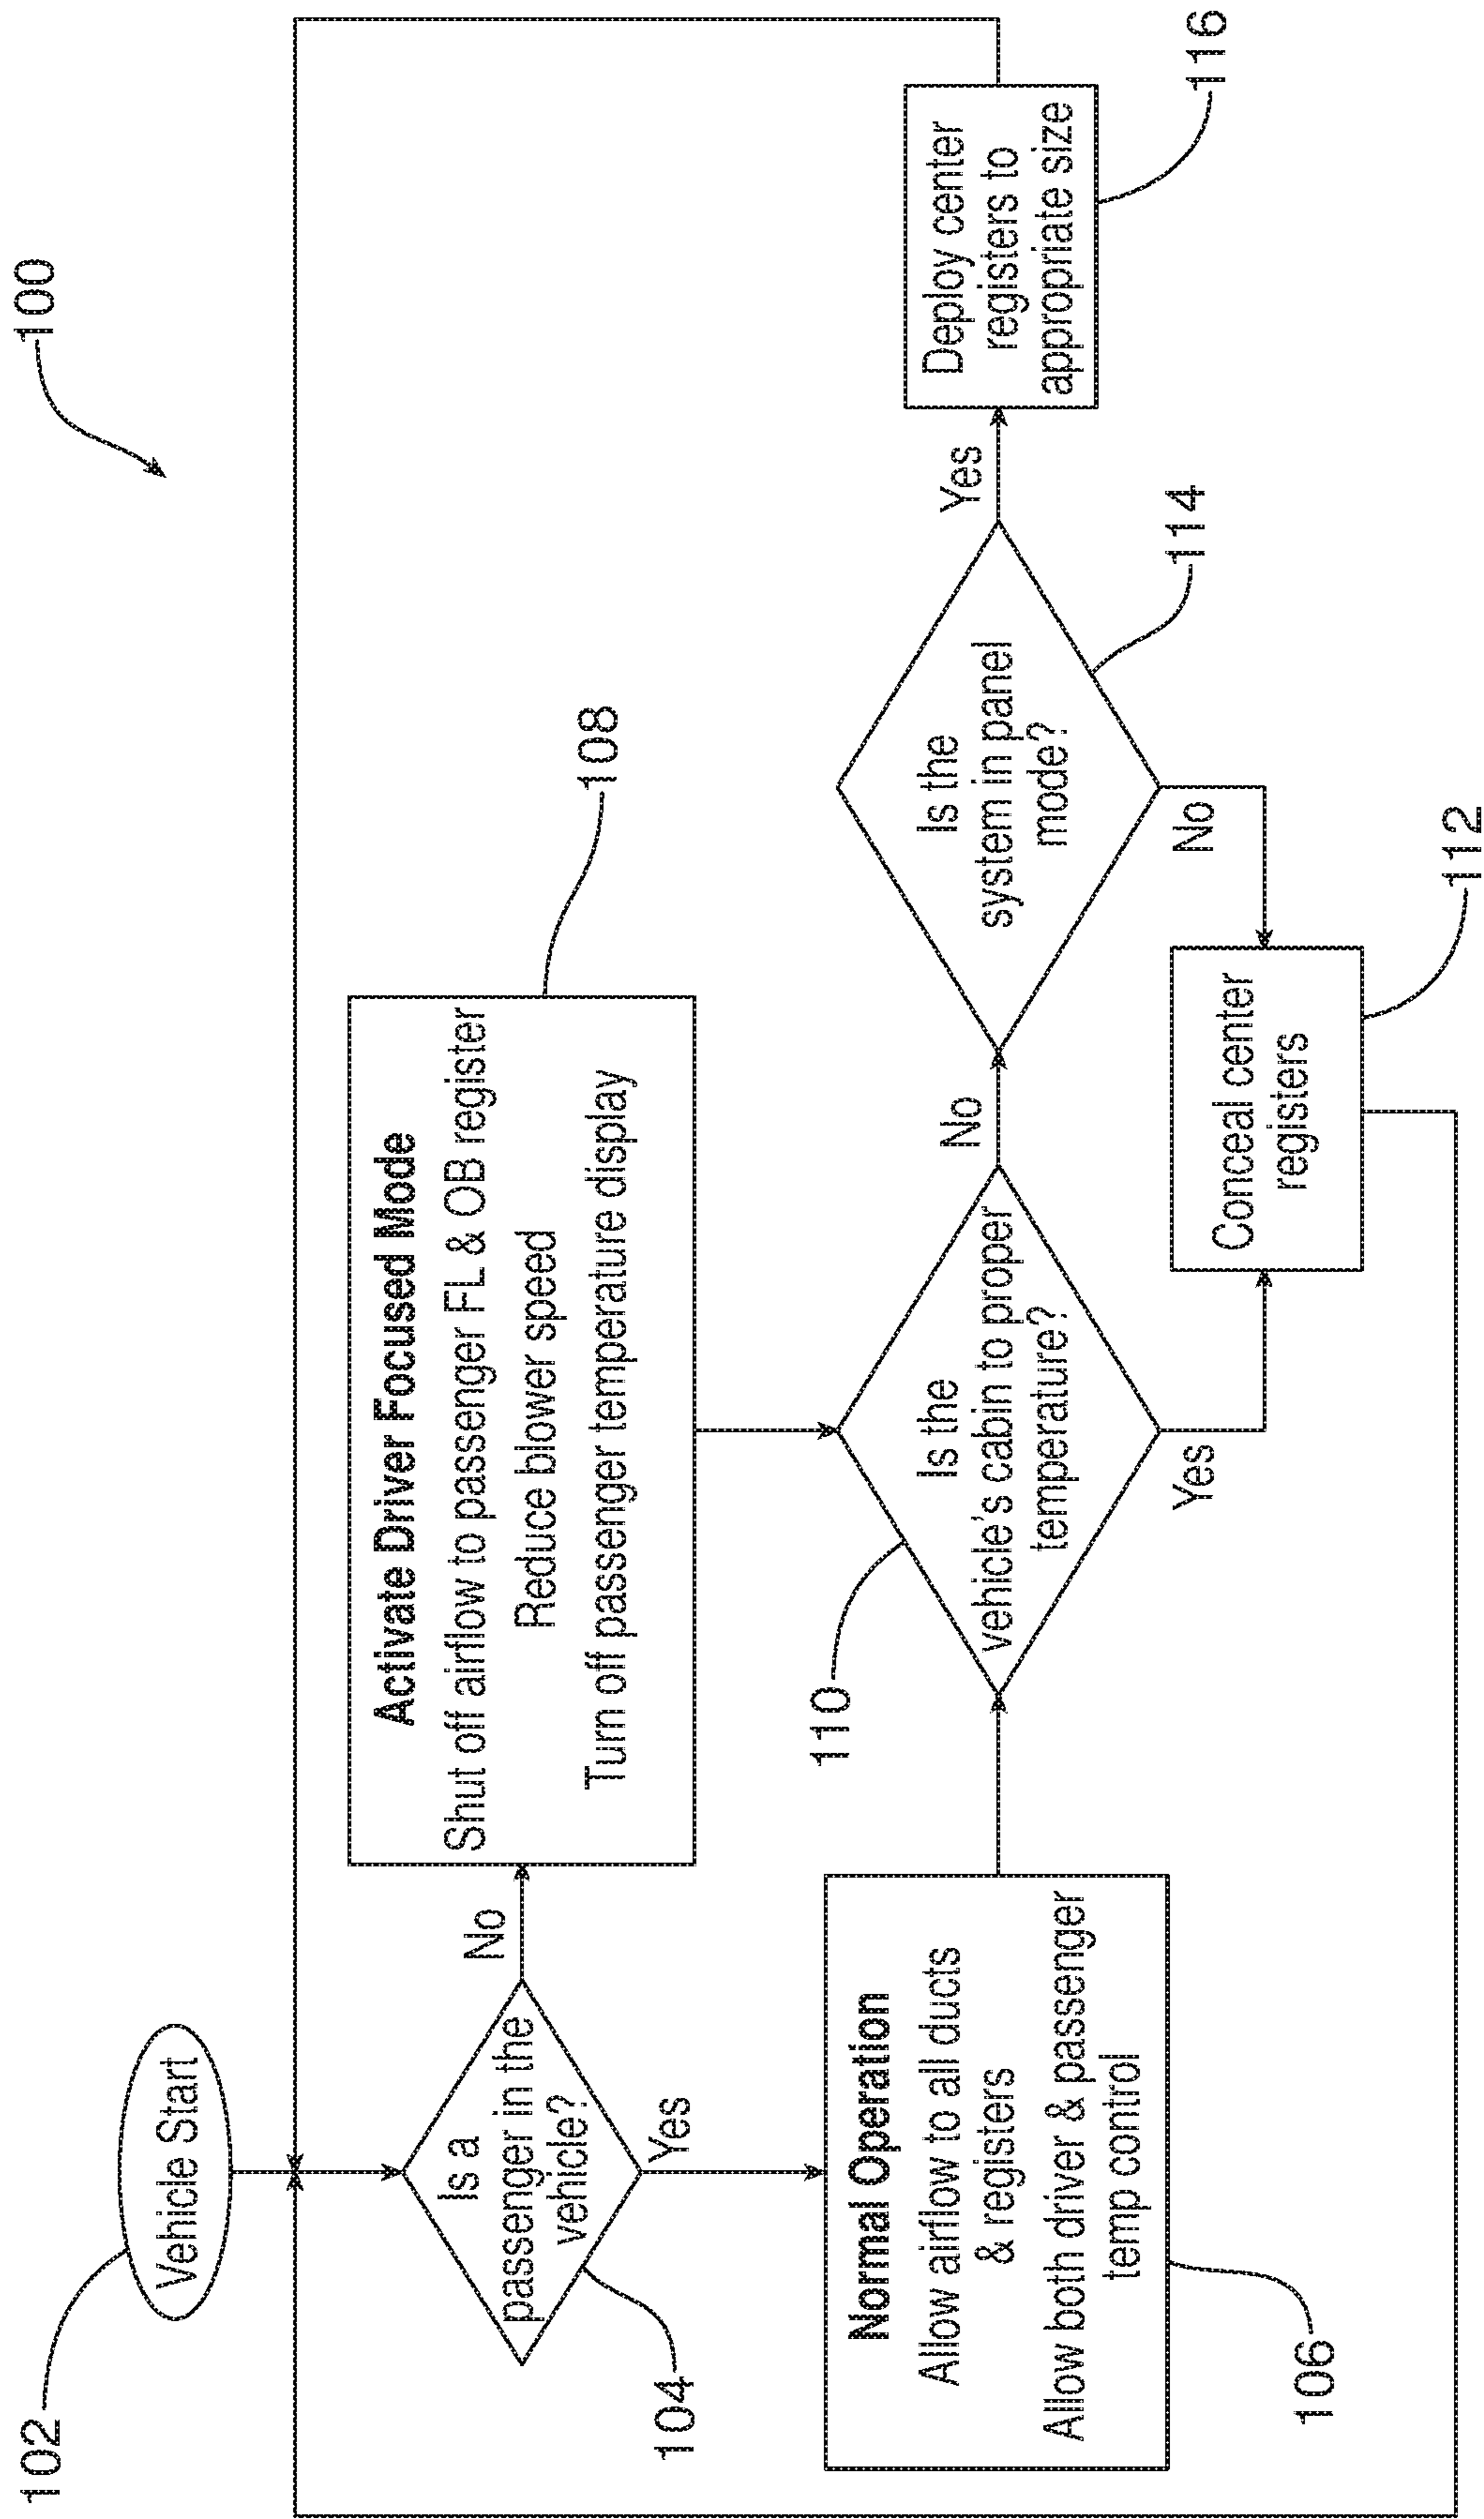 100
102
Vehicle Start
Is a
passenger in the
vehicle?
104
No
Yes
Activate Driver Focused Mode
Shut off airflow to passenger FL & OB register
Reduce blower speed
Turn off passenger temperature display
108
Normal Operation
Allow airflow to all ducts
& registers
Allow both driver & passenger
temp control
106
110
Is the
vehicle's cabin to proper
temperature?
No
Yes
Is the
system in panel
mode?
114
Yes
No
Deploy center
registers to
appropriate size
116
Conceal center
registers
112